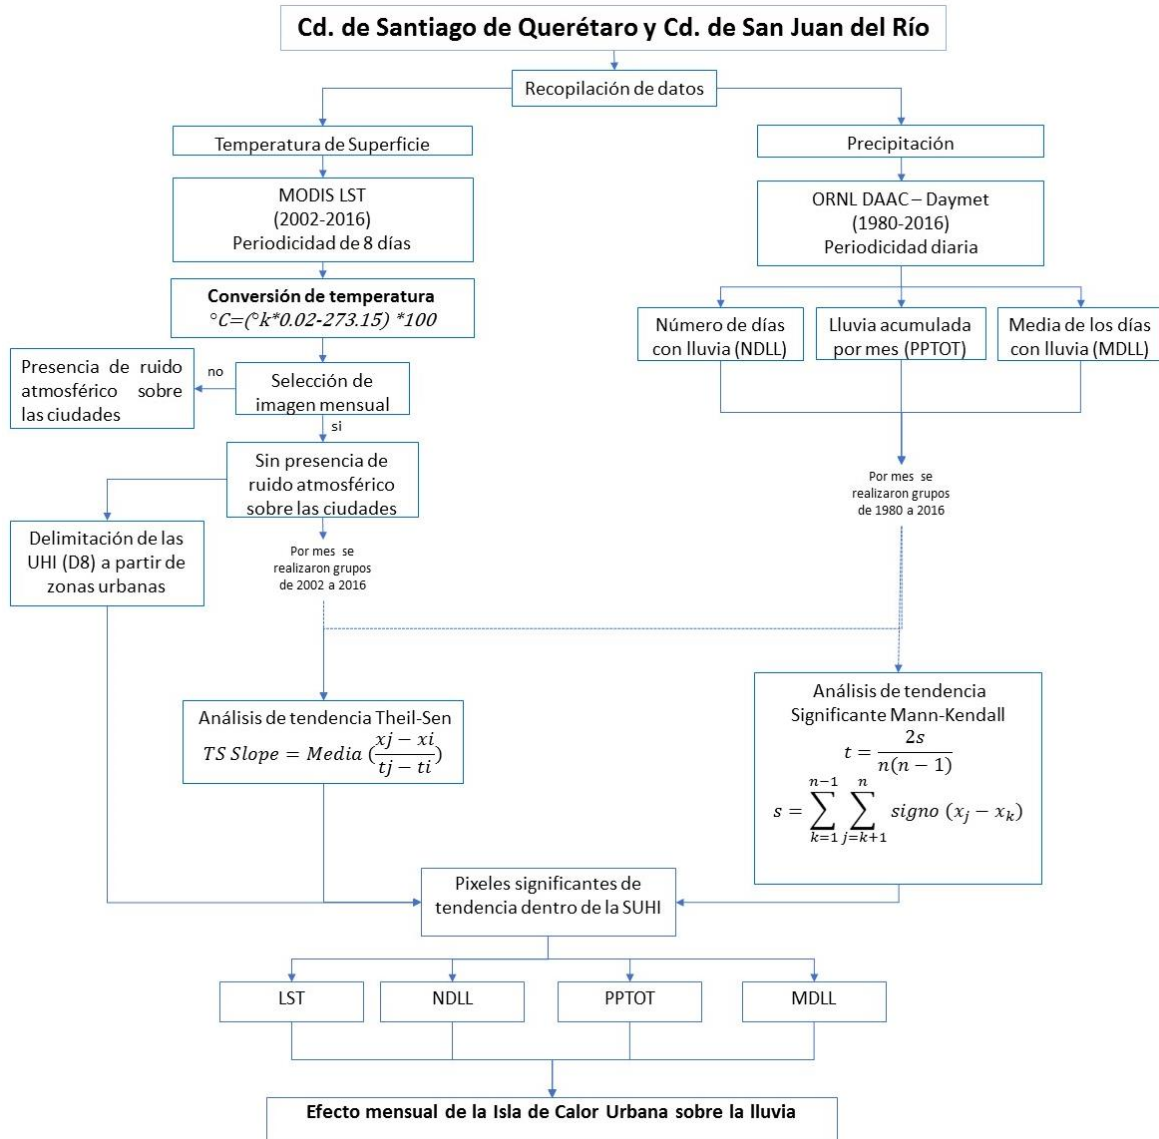 Cd. de Santiago de Querétaro y Cd. de San Juan del Río
Recopilación de datos
Temperatura de Superficie
Precipitación
MODIS LST
(2002-2016)
Periodicidad de 8 días
ORNL DAAC – Daymet
(1980-2016)
Periodicidad diaria
Conversión de temperatura
°C=(°k*0.02-273.15) *100
Número de días
con lluvia (NDLL)
Lluvia acumulada
por mes (PPTOT)
Media de los días
con lluvia (MDLL)
Presencia de ruido
atmosférico sobre
las ciudades
no
Selección de
imagen mensual
si
Sin presencia de
ruido atmosférico
sobre las ciudades
Por mes se
realizaron grupos
de 1980 a 2016
Delimitación de las
UHI (D8) a partir de
zonas urbanas
Por mes se
realizaron grupos
de 2002 a 2016
Análisis de tendencia Theil-Sen
TS Slope = Media (xj − xi / tj − ti)
Análisis de tendencia
Significante Mann-Kendall
t = 2s / n(n − 1)
s = ∑_{k=1}^{n−1} ∑_{j=k+1}^{n} signo (x_j − x_k)
Pixeles significantes de
tendencia dentro de la SUHI
LST
NDLL
PPTOT
MDLL
Efecto mensual de la Isla de Calor Urbana sobre la lluvia